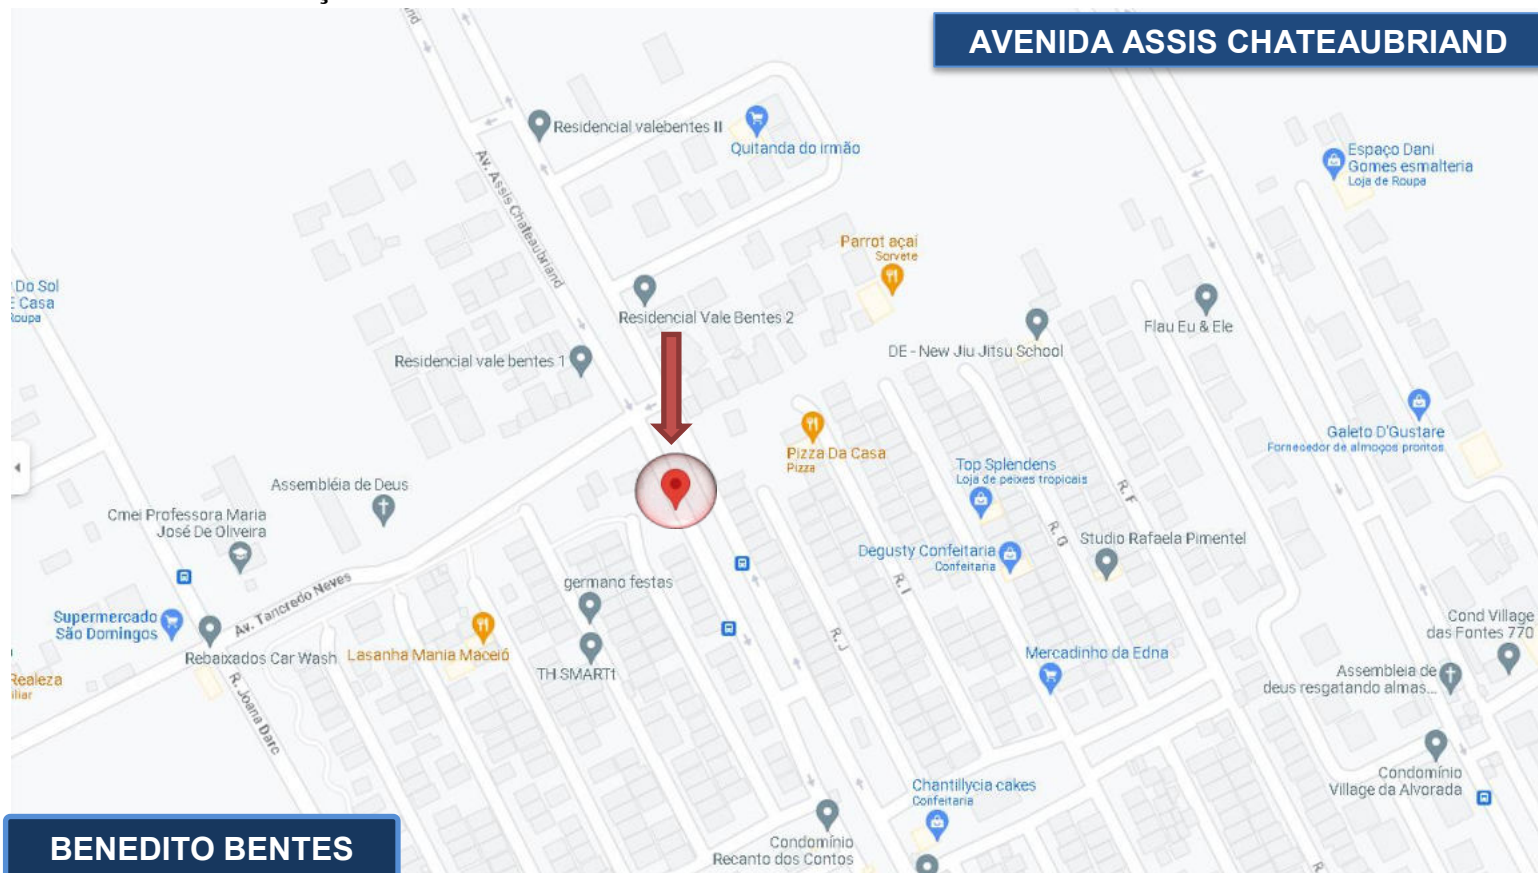 AVENIDA ASSIS CHATEAUBRIAND
Residencial valebentes II
Quitanda do irmão
Av. Assis Chateaubriand
Espaço Dani
Gomes esmalteria
Loja de Roupa
Parrot açaí
Sorvete
Do Sol
E Casa
Roupa
Residencial Vale Bentes 2
Flau Eu & Ele
DE - New Jiu Jitsu School
Residencial vale bentes 1
Galeto D'Gustare
Fornecedor de almoços prontos
Pizza Da Casa
Pizza
Top Splendens
Loja de peixes tropicais
R. F
Assembléia de Deus
Cmei Professora Maria
José De Oliveira
R. G
Studio Rafaela Pimentel
Degusty Confeitaria
Confeitaria
R. I
germano festas
Av. Tancredo Neves
Supermercado
São Domingos
Cond Village
das Fontes 770
R. J
Rebaixados Car Wash
Lasanha Mania Maceió
Mercadinho da Edna
TH SMARTt
Assembleia de
deus resgatando almas...
Realeza
iliar
R. Joana Darc
Condomínio
Village da Alvorada
Chantillycia cakes
Confeitaria
Condomínio
Recanto dos Contos
R.
BENEDITO BENTES